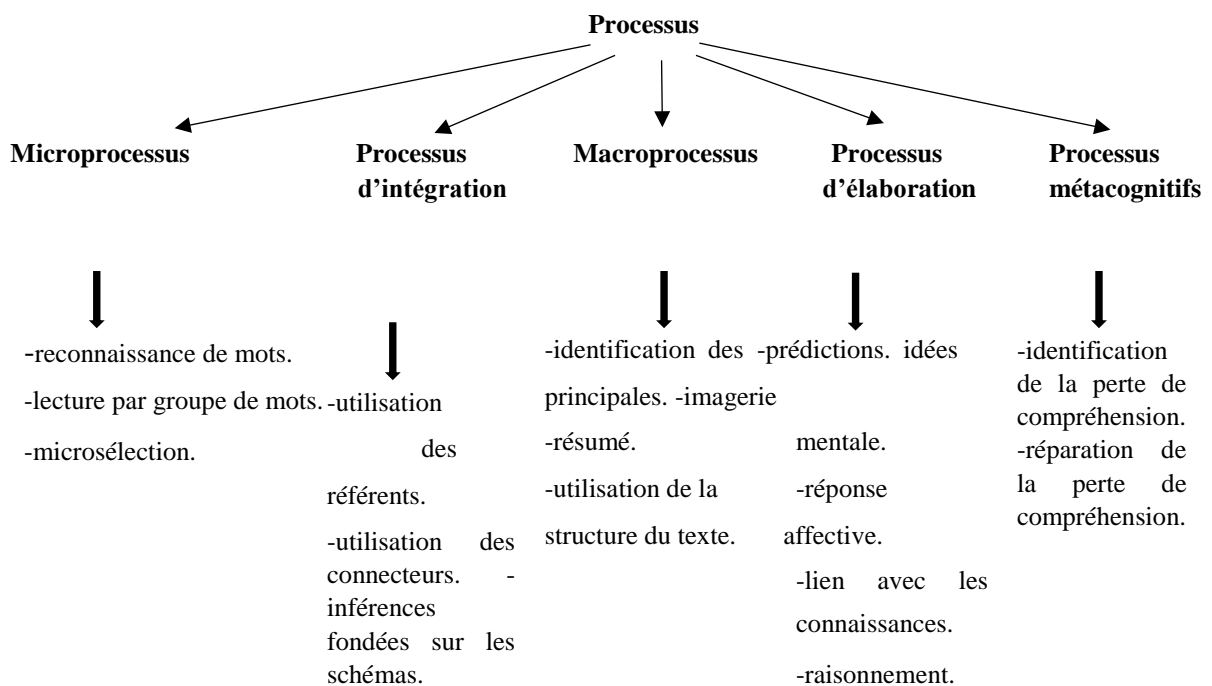 Processus
Microprocessus
Processus
d’intégration
Macroprocessus
Processus
d’élaboration
Processus
métacognitifs
-reconnaissance de mots.
-lecture par groupe de mots.
-microsélection.
-utilisation
des
référents.
-utilisation des
connecteurs. -
inférences
fondées sur les
schémas.
-identification des -prédictions. idées
principales. -imagerie
-résumé. mentale.
-utilisation de la -réponse
structure du texte. affective.
-lien avec les
connaissances.
-raisonnement.
-identification
de la perte de
compréhension.
-réparation de
la perte de
compréhension.